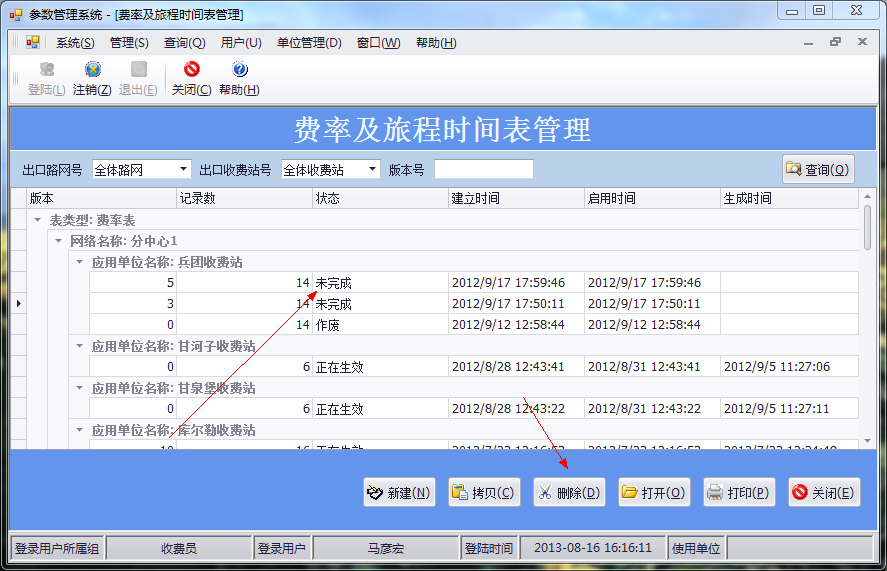 参数管理系统 - [费率及旅程时间表管理]
系统(S) 管理(S) 查询(Q) 用户(U) 单位管理(D) 窗口(W) 帮助(H)
登陆(L) 注销(Z) 退出(E) 关闭(C) 帮助(H)
费率及旅程时间表管理
出口路网号 全体路网 出口收费站号 全体收费站 版本号 查询(Q)
版本 记录数 状态 建立时间 启用时间 生成时间
表类型: 费率表
网络名称: 分中心1
应用单位名称: 兵团收费站
5 14 未完成 2012/9/17 17:59:46 2012/9/17 17:59:46
3 14 未完成 2012/9/17 17:50:11 2012/9/17 17:50:11
0 14 作废 2012/9/12 12:58:44 2012/9/12 12:58:44
应用单位名称: 甘河子收费站
0 6 正在生效 2012/8/28 12:43:41 2012/8/31 12:43:41 2012/9/5 11:27:06
应用单位名称: 甘泉堡收费站
0 6 正在生效 2012/8/28 12:43:22 2012/8/31 12:43:22 2012/9/5 11:27:11
应用单位名称: 库尔勒收费站
新建(N) 拷贝(C) 删除(D) 打开(O) 打印(P) 关闭(E)
登录用户所属组 收费员 登录用户 马彦宏 登陆时间 2013-08-16 16:16:11 使用单位